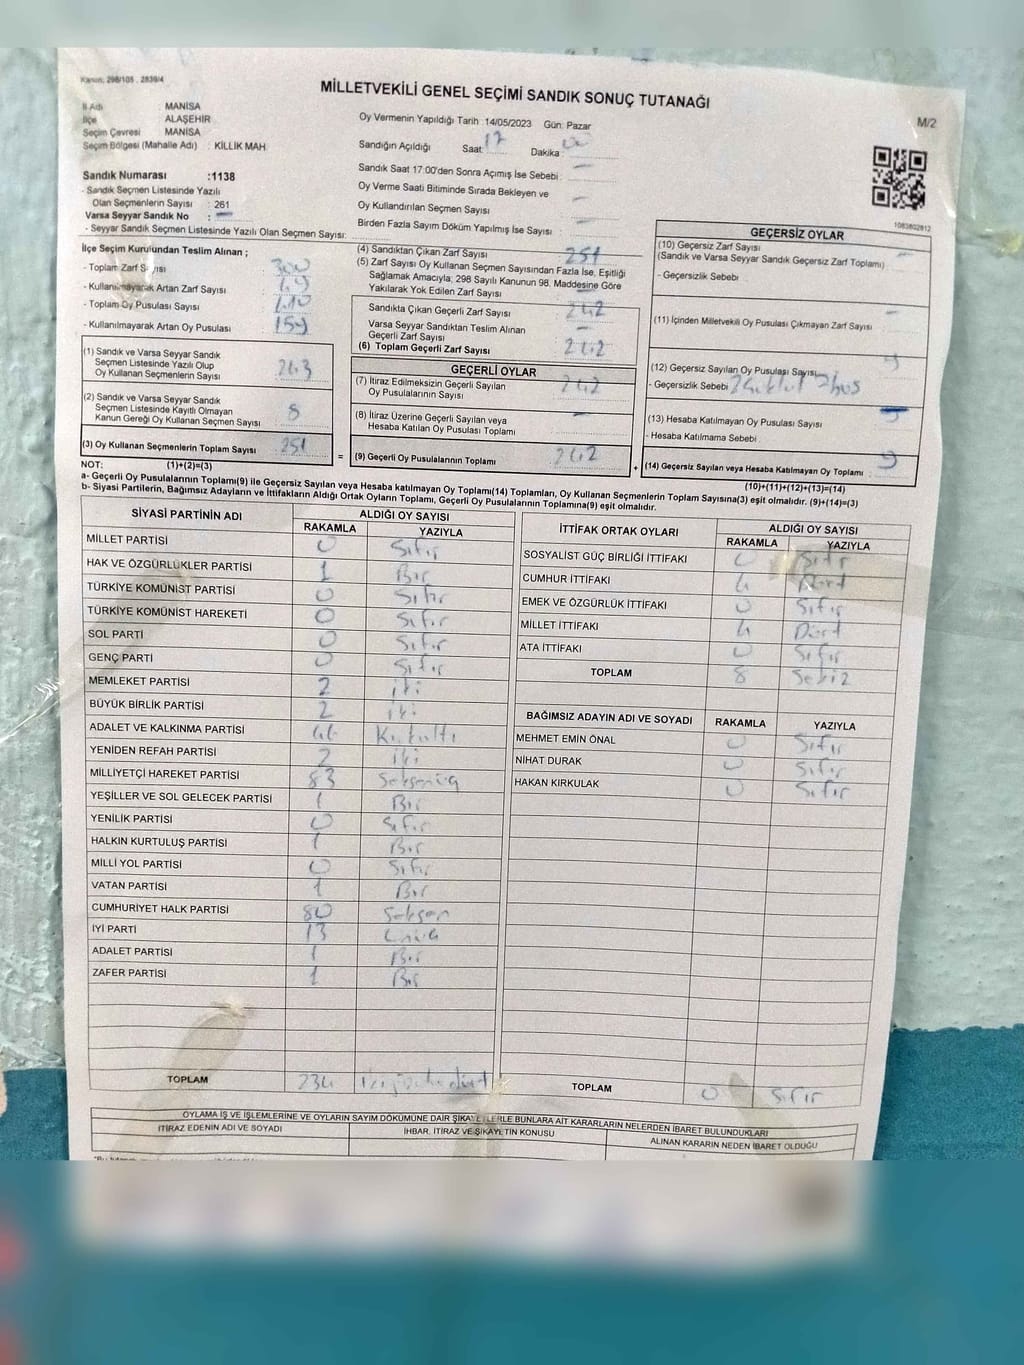 Kanun; 298/105 , 2839/4
MİLLETVEKİLİ GENEL SEÇİMİ SANDIK SONUÇ TUTANAĞI
M/2
İl Adı : MANİSA
İlçe : ALAŞEHİR
Seçim Çevresi : MANİSA
Seçim Bölgesi (Mahalle Adı) : KİLLİK MAH.
Sandık Numarası :1138
- Sandık Seçmen Listesinde Yazılı
Olan Seçmenlerin Sayısı : 261
Varsa Seyyar Sandık No : -
- Seyyar Sandık Seçmen Listesinde Yazılı Olan Seçmen Sayısı:
Oy Vermenin Yapıldığı Tarih :14/05/2023 Gün: Pazar
Sandığın Açıldığı Saat: 17 Dakika: 00
Sandık Saat 17:00'den Sonra Açımış İse Sebebi : -
Oy Verme Saati Bitiminde Sırada Bekleyen ve
Oy Kullandırılan Seçmen Sayısı : -
Birden Fazla Sayım Döküm Yapılmış İse Sayısı : -
1083802812
İlçe Seçim Kurulundan Teslim Alınan ;
- Toplam Zarf Sayısı : 300
- Kullanılmayarak Artan Zarf Sayısı : 49
- Toplam Oy Pusulası Sayısı : 410
- Kullanılmayarak Artan Oy Pusulası : 159
(1) Sandık ve Varsa Seyyar Sandık
Seçmen Listesinde Yazılı Olup
Oy Kullanan Seçmenlerin Sayısı : 243
(2) Sandık ve Varsa Seyyar Sandık
Seçmen Listesinde Kayıtlı Olmayan
Kanun Gereği Oy Kullanan Seçmen Sayısı : 8
(3) Oy Kullanan Seçmenlerin Toplam Sayısı : 251
(4) Sandıktan Çıkan Zarf Sayısı : 251
(5) Zarf Sayısı Oy Kullanan Seçmen Sayısından Fazla İse, Eşitliği
Sağlamak Amacıyla; 298 Sayılı Kanunun 98. Maddesine Göre
Yakılarak Yok Edilen Zarf Sayısı : -
Sandıkta Çıkan Geçerli Zarf Sayısı : 242
Varsa Seyyar Sandıktan Teslim Alınan
Geçerli Zarf Sayısı :
(6) Toplam Geçerli Zarf Sayısı : 242
GEÇERLİ OYLAR
(7) İtiraz Edilmeksizin Geçerli Sayılan
Oy Pusulalarının Sayısı : 242
(8) İtiraz Üzerine Geçerli Sayılan veya
Hesaba Katılan Oy Pusulası Toplamı : -
= (9) Geçerli Oy Pusulalarının Toplamı : 242
GEÇERSİZ OYLAR
(10) Geçersiz Zarf Sayısı
(Sandık ve Varsa Seyyar Sandık Geçersiz Zarf Toplamı) : -
- Geçersizlik Sebebi :
(11) İçinden Milletvekili Oy Pusulası Çıkmayan Zarf Sayısı : -
(12) Geçersiz Sayılan Oy Pusulası Sayısı : 9
- Geçersizlik Sebebi
(13) Hesaba Katılmayan Oy Pusulası Sayısı :
- Hesaba Katılmama Sebebi :
+ (14) Geçersiz Sayılan veya Hesaba Katılmayan Oy Toplamı : 9
NOT: (1)+(2)=(3)
(10)+(11)+(12)+(13)=(14)
a- Geçerli Oy Pusulalarının Toplamı(9) ile Geçersiz Sayılan veya Hesaba katılmayan Oy Toplamı(14) Toplamları, Oy Kullanan Seçmenlerin Toplam Sayısına(3) eşit olmalıdır. (9)+(14)=(3)
b- Siyasi Partilerin, Bağımsız Adayların ve İttifakların Aldığı Ortak Oyların Toplamı, Geçerli Oy Pusulalarının Toplamına(9) eşit olmalıdır.
SİYASİ PARTİNİN ADI ALDIĞI OY SAYISI
RAKAMLA YAZIYLA
MİLLET PARTİSİ 0 Sıfır
HAK VE ÖZGÜRLÜKLER PARTİSİ 1 Bir
TÜRKİYE KOMÜNİST PARTİSİ 0 Sıfır
TÜRKİYE KOMÜNİST HAREKETİ 0 Sıfır
SOL PARTİ 0 Sıfır
GENÇ PARTİ 0 Sıfır
MEMLEKET PARTİSİ 2 iki
BÜYÜK BİRLİK PARTİSİ 2 iki
ADALET VE KALKINMA PARTİSİ 46 Kırkaltı
YENİDEN REFAH PARTİSİ 2 iki
MİLLİYETÇİ HAREKET PARTİSİ 83 Seksenüç
YEŞİLLER VE SOL GELECEK PARTİSİ 1 Bir
YENİLİK PARTİSİ 0 Sıfır
HALKIN KURTULUŞ PARTİSİ 1 Bir
MİLLİ YOL PARTİSİ 0 Sıfır
VATAN PARTİSİ 1 Bir
CUMHURİYET HALK PARTİSİ 80 Seksen
İYİ PARTİ 13 Onüç
ADALET PARTİSİ 1 Bir
ZAFER PARTİSİ 1 Bir
TOPLAM 234 ikiyüzotuzdört
İTTİFAK ORTAK OYLARI ALDIĞI OY SAYISI
RAKAMLA YAZIYLA
SOSYALİST GÜÇ BİRLİĞİ İTTİFAKI 0 Sıfır
CUMHUR İTTİFAKI 4 Dört
EMEK VE ÖZGÜRLÜK İTTİFAKI 0 Sıfır
MİLLET İTTİFAKI 4 Dört
ATA İTTİFAKI 0 Sıfır
TOPLAM 8 Sekiz
BAĞIMSIZ ADAYIN ADI VE SOYADI RAKAMLA YAZIYLA
MEHMET EMİN ÖNAL 0 Sıfır
NİHAT DURAK 0 Sıfır
HAKAN KIRKULAK 0 Sıfır
TOPLAM 0 Sıfır
OYLAMA İŞ VE İŞLEMLERİNE VE OYLARIN SAYIM DÖKÜMÜNE DAİR ŞİKAYETLERLE BUNLARA AİT KARARLARIN NELERDEN İBARET BULUNDUKLARI
İTİRAZ EDENİN ADI VE SOYADI İHBAR, İTİRAZ VE ŞİKAYETİN KONUSU ALINAN KARARIN NEDEN İBARET OLDUĞU